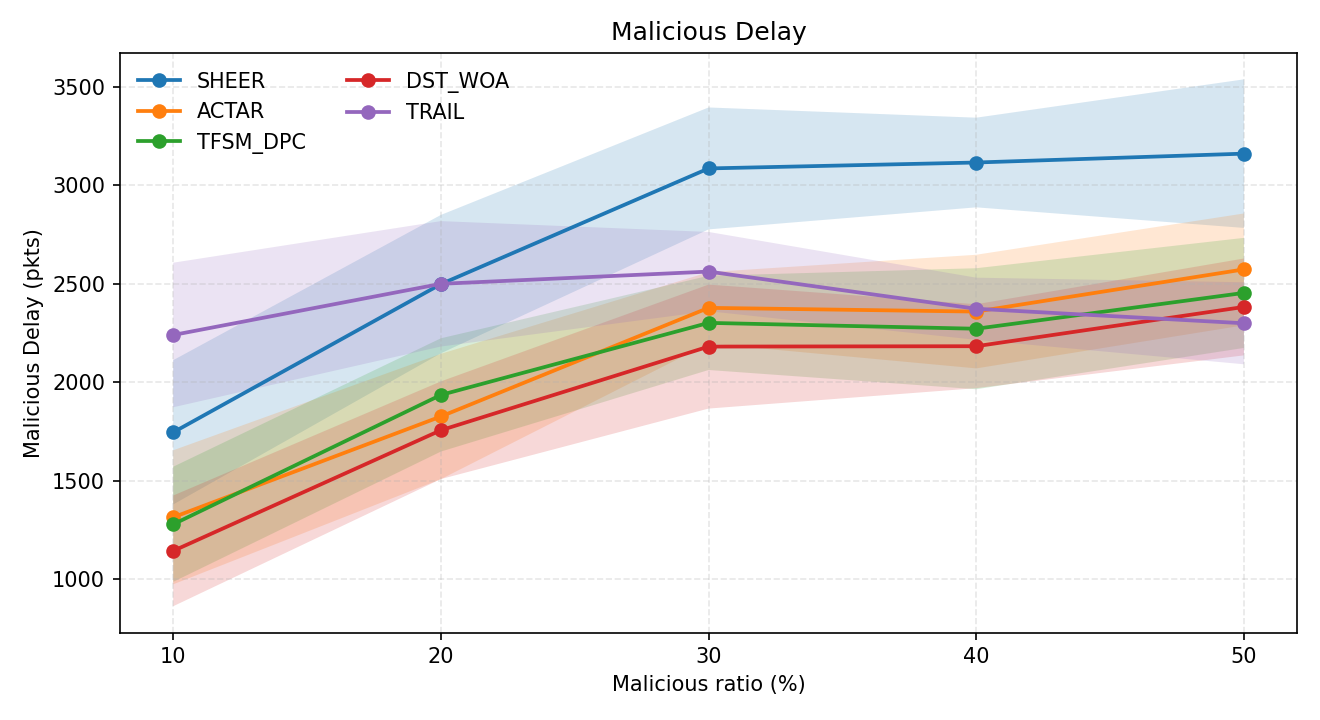 Malicious Delay
SHEER
ACTAR
TFSM_DPC
DST_WOA
TRAIL
Malicious Delay (pkts)
3500
3000
2500
2000
1500
1000
10 20 30 40 50
Malicious ratio (%)